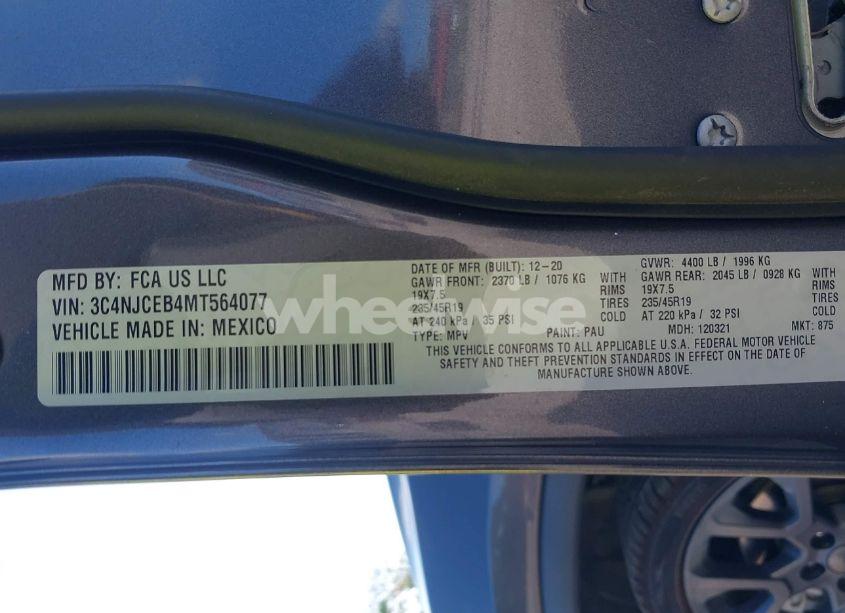 MFD BY: FCA US LLC
VIN: 3C4NJCEB4MT564077
VEHICLE MADE IN: MEXICO
DATE OF MFR (BUILT): 12-20
GVWR: 4400 LB / 1996 KG
GAWR FRONT: 2370 LB / 1076 KG WITH
GAWR REAR: 2045 LB / 0928 KG WITH
19X7.5 RIMS
19X7.5 RIMS
235/45R19 TIRES
235/45R19 TIRES
AT 240 kPa / 35 PSI COLD
AT 220 kPa / 32 PSI COLD
TYPE: MPV PAINT: PAU MDH: 120321 MKT: 875
THIS VEHICLE CONFORMS TO ALL APPLICABLE U.S.A. FEDERAL MOTOR VEHICLE
SAFETY AND THEFT PREVENTION STANDARDS IN EFFECT ON THE DATE OF
MANUFACTURE SHOWN ABOVE.
wheelwise